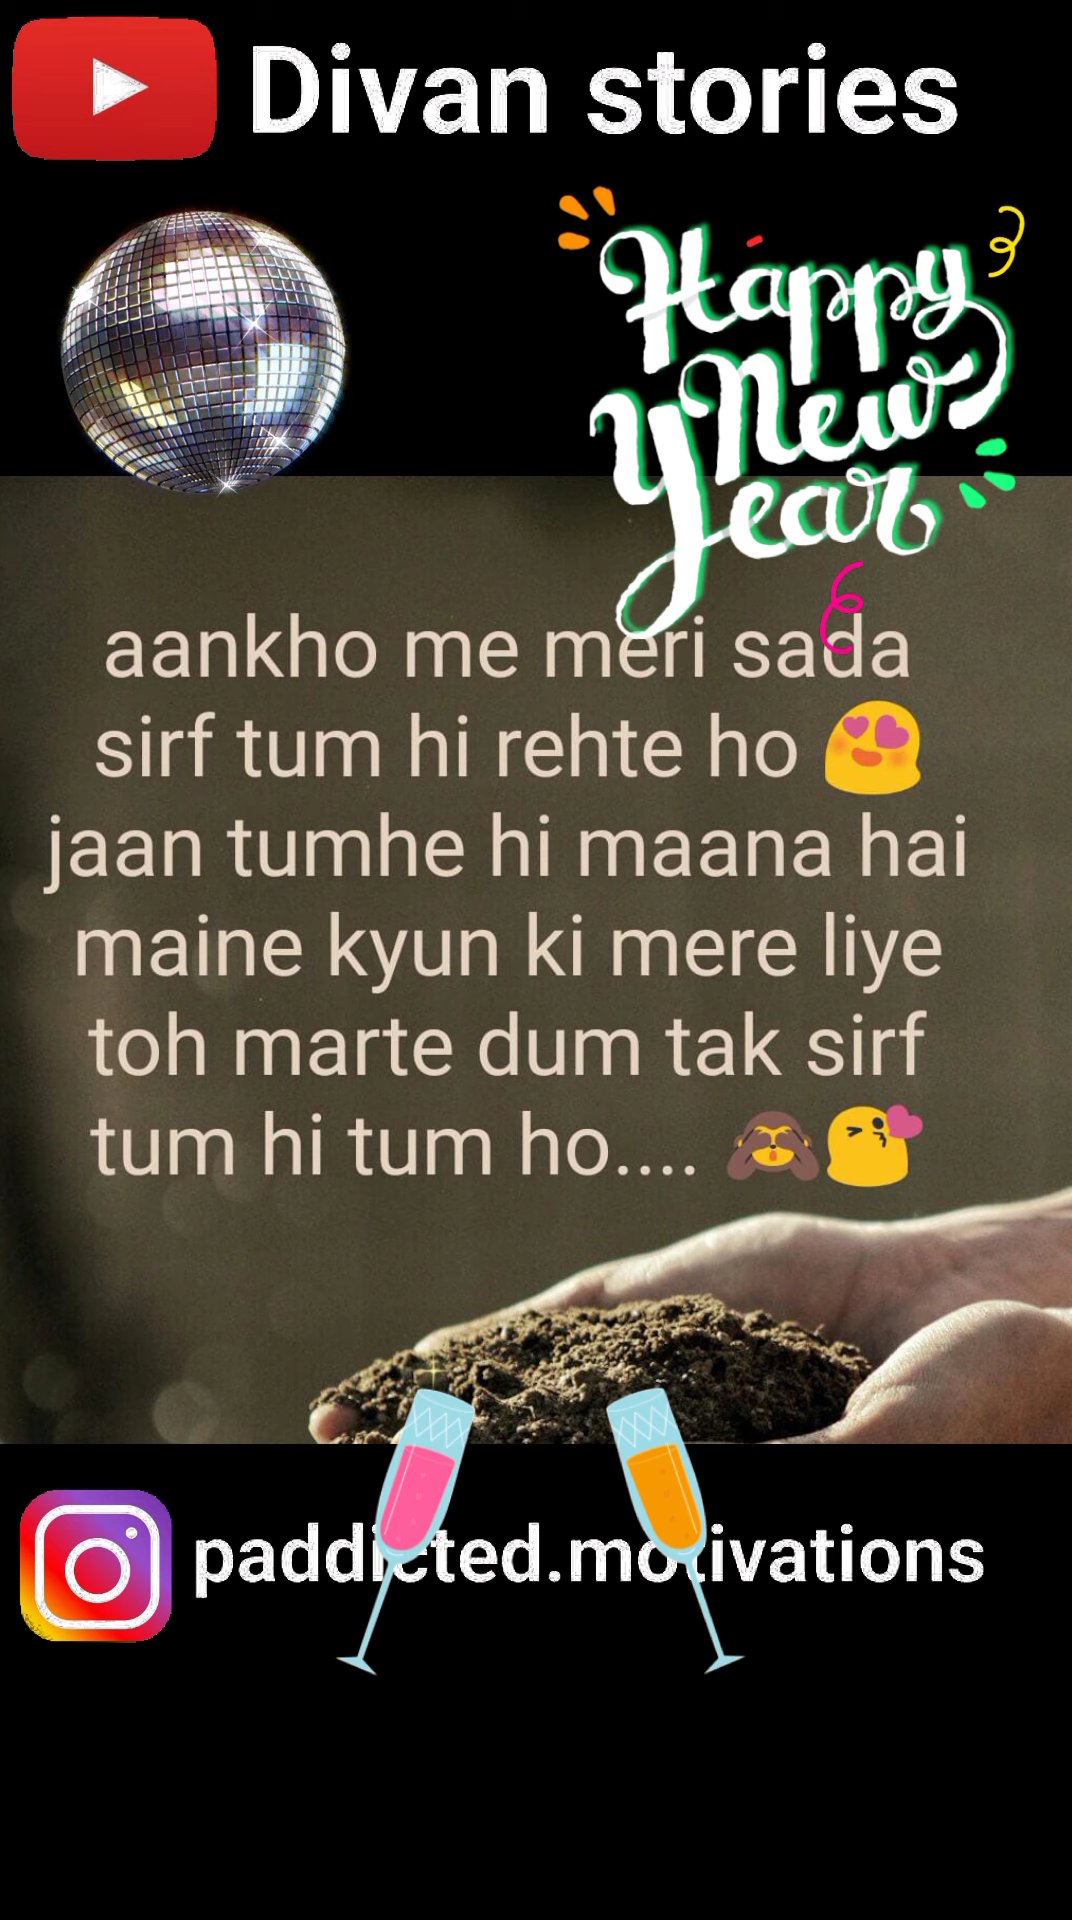 Divan stories
Happy
New
Year
aankho me meri sada
sirf tum hi rehte ho 😍
jaan tumhe hi maana hai
maine kyun ki mere liye
toh marte dum tak sirf
tum hi tum ho.... 🙈😘
paddicted.motivations